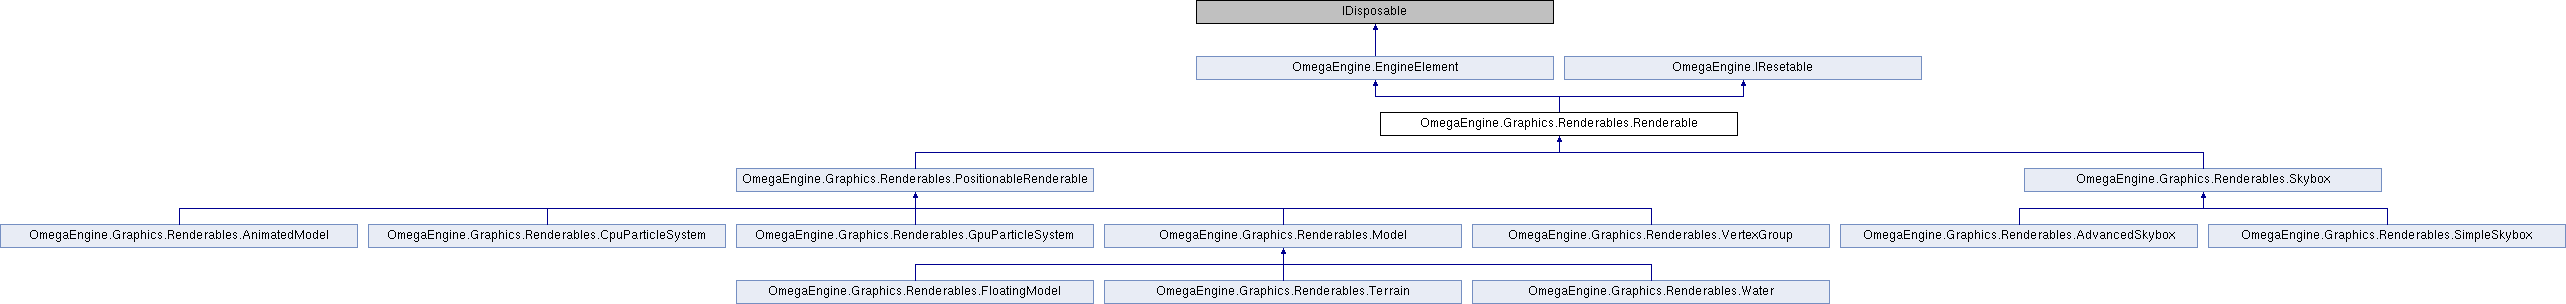 IDisposable
OmegaEngine.EngineElement
OmegaEngine.IResetable
OmegaEngine.Graphics.Renderables.Renderable
OmegaEngine.Graphics.Renderables.PositionableRenderable
OmegaEngine.Graphics.Renderables.Skybox
OmegaEngine.Graphics.Renderables.AnimatedModel
OmegaEngine.Graphics.Renderables.CpuParticleSystem
OmegaEngine.Graphics.Renderables.GpuParticleSystem
OmegaEngine.Graphics.Renderables.Model
OmegaEngine.Graphics.Renderables.VertexGroup
OmegaEngine.Graphics.Renderables.AdvancedSkybox
OmegaEngine.Graphics.Renderables.SimpleSkybox
OmegaEngine.Graphics.Renderables.FloatingModel
OmegaEngine.Graphics.Renderables.Terrain
OmegaEngine.Graphics.Renderables.Water